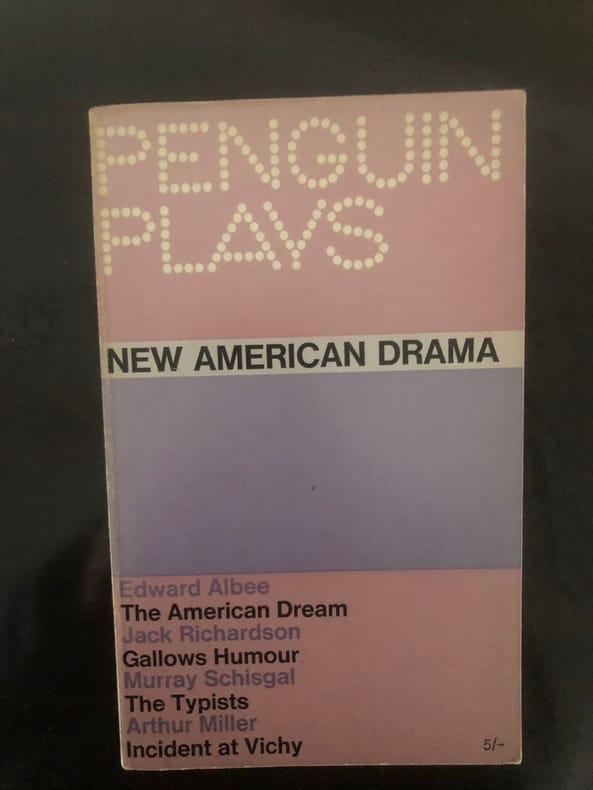 PENGUIN
PLAYS
NEW AMERICAN DRAMA
Edward Albee
The American Dream
Jack Richardson
Gallows Humour
Murray Schisgal
The Typists
Arthur Miller
Incident at Vichy
5/-